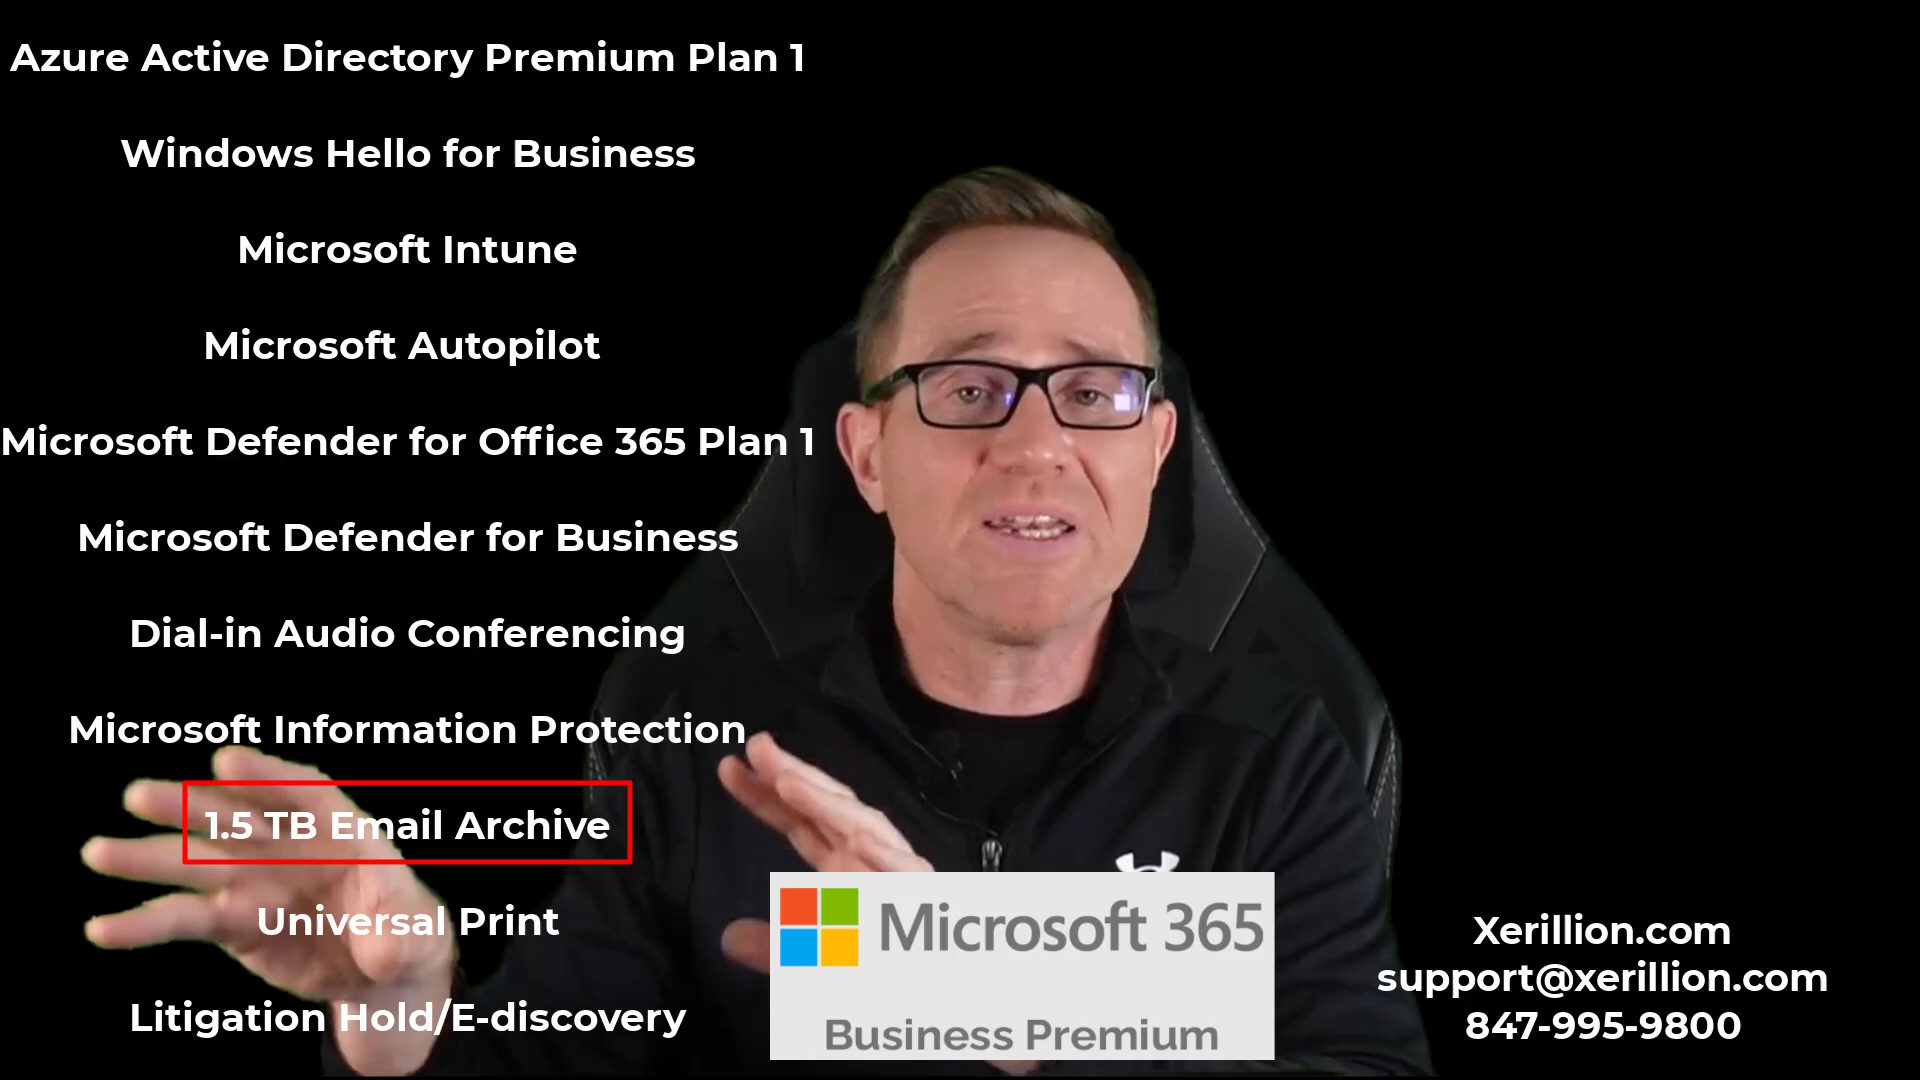 Azure Active Directory Premium Plan 1
Windows Hello for Business
Microsoft Intune
Microsoft Autopilot
Microsoft Defender for Office 365 Plan 1
Microsoft Defender for Business
Dial-in Audio Conferencing
Microsoft Information Protection
1.5 TB Email Archive
Universal Print
Litigation Hold/E-discovery
Microsoft 365
Business Premium
Xerillion.com
support@xerillion.com
847-995-9800